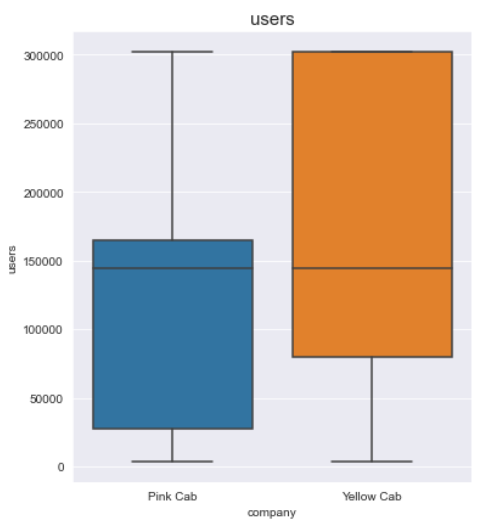 users
300000
250000
200000
150000
100000
50000
0
users
Pink Cab
Yellow Cab
company